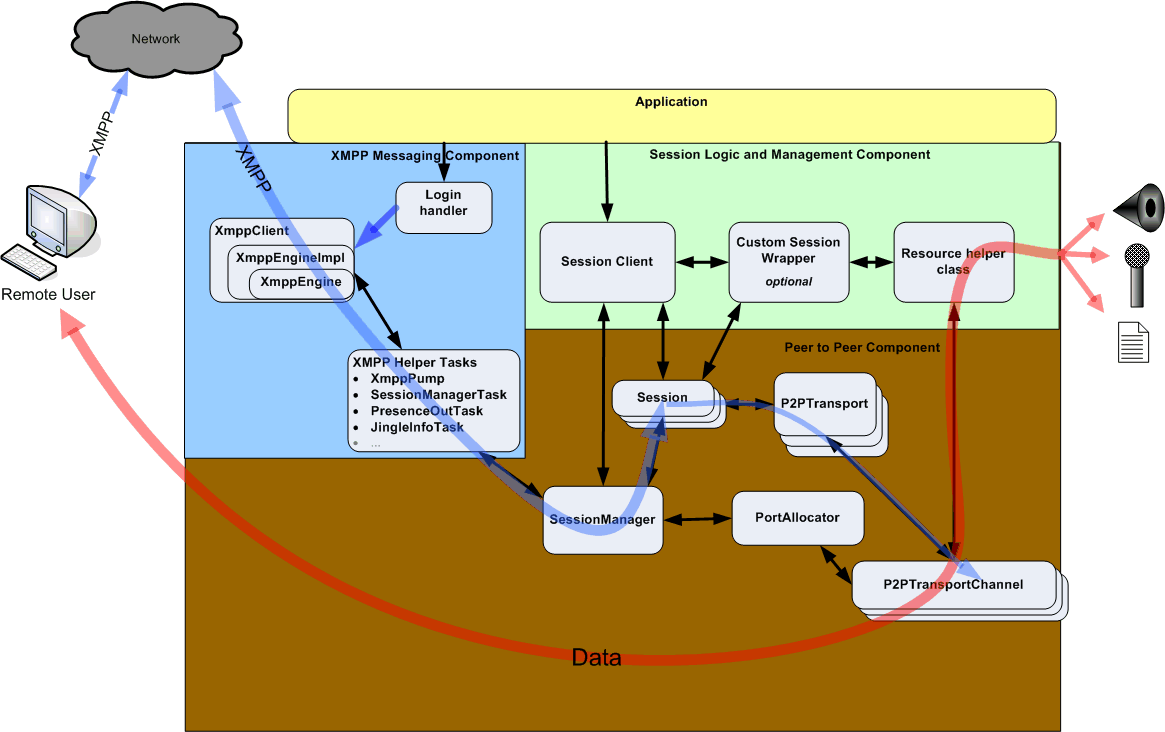 Network
Application
XMPP
XMPP
XMPP Messaging Component
Session Logic and Management Component
Login
handler
XmppClient
XmppEngineImpl
XmppEngine
Session Client
Custom Session
Wrapper
optional
Resource helper
class
Remote User
XMPP Helper Tasks
• XmppPump
• SessionManagerTask
• PresenceOutTask
• JingleInfoTask
• ...
Peer to Peer Component
Session
P2PTransport
SessionManager
PortAllocator
P2PTransportChannel
Data